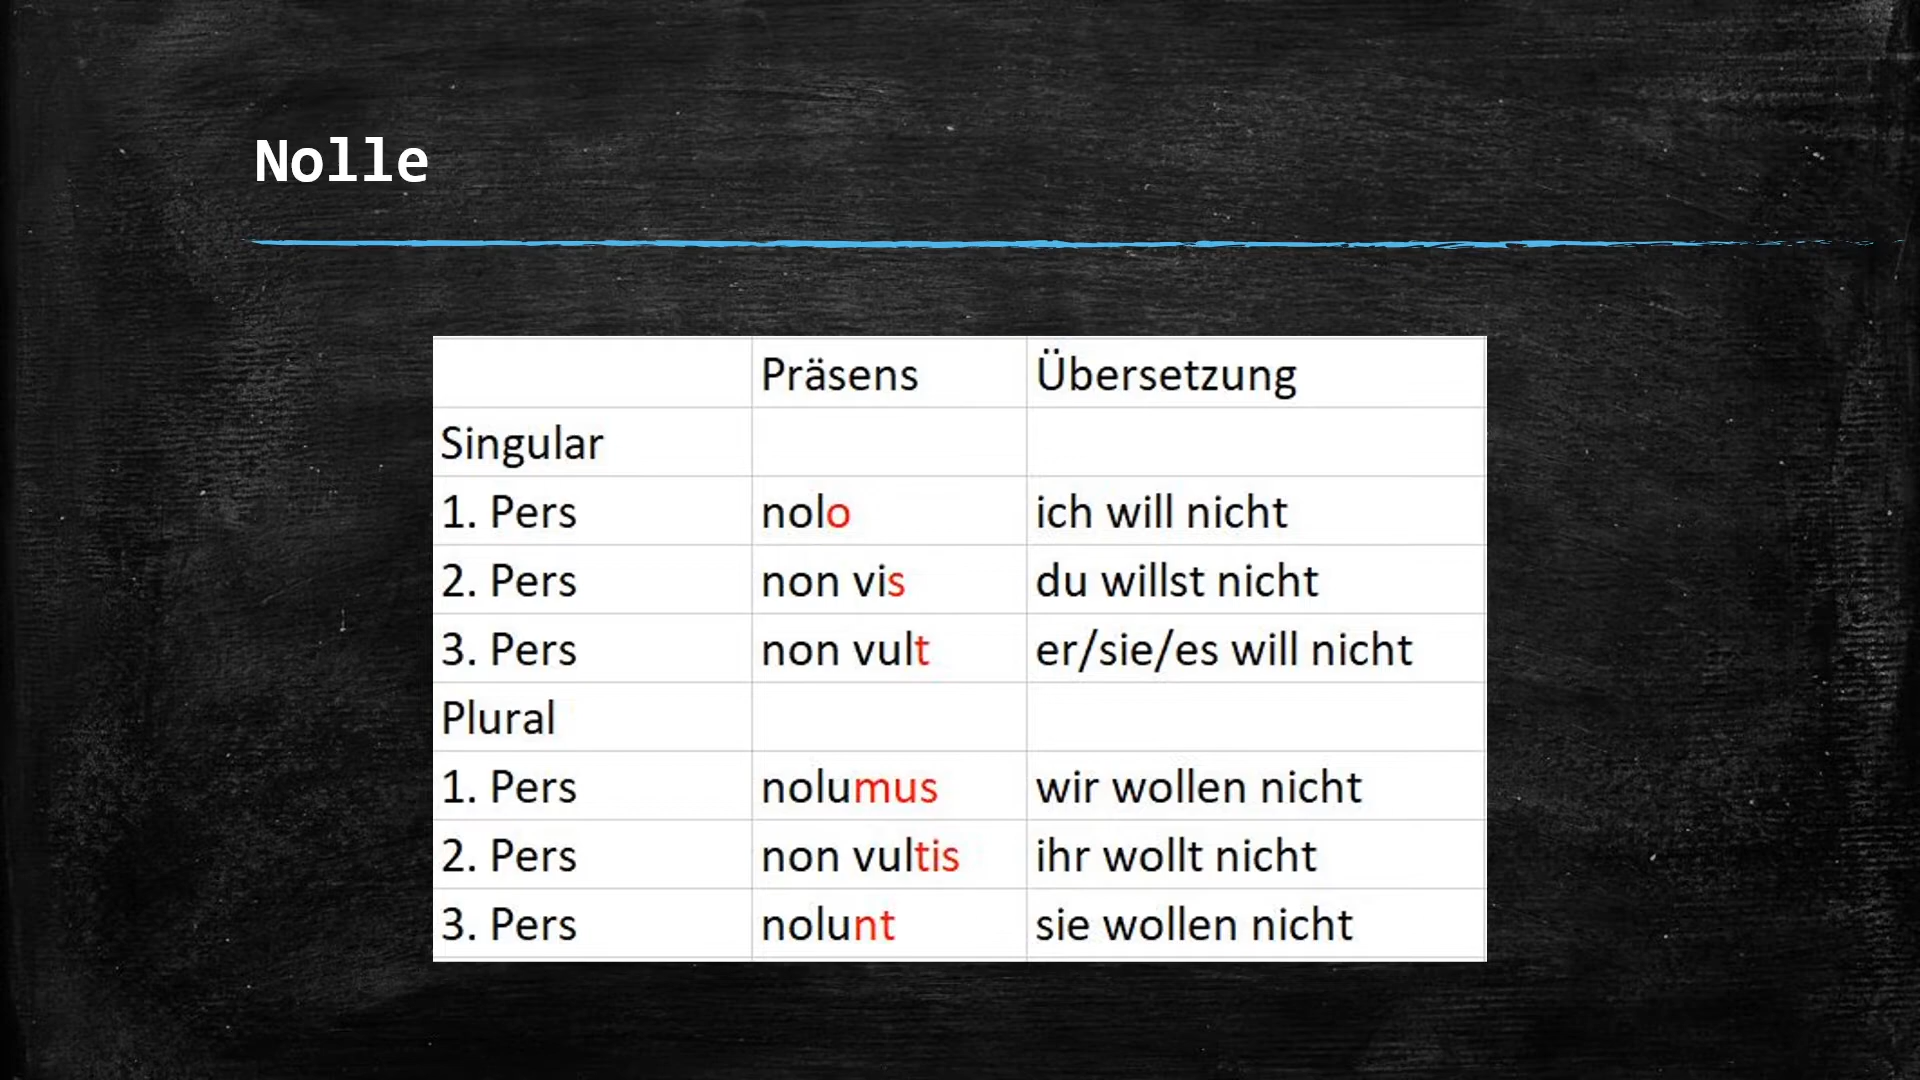 Nolle
Präsens Übersetzung
Singular
1. Pers nolo ich will nicht
2. Pers non vis du willst nicht
3. Pers non vult er/sie/es will nicht
Plural
1. Pers nolumus wir wollen nicht
2. Pers non vultis ihr wollt nicht
3. Pers nolunt sie wollen nicht